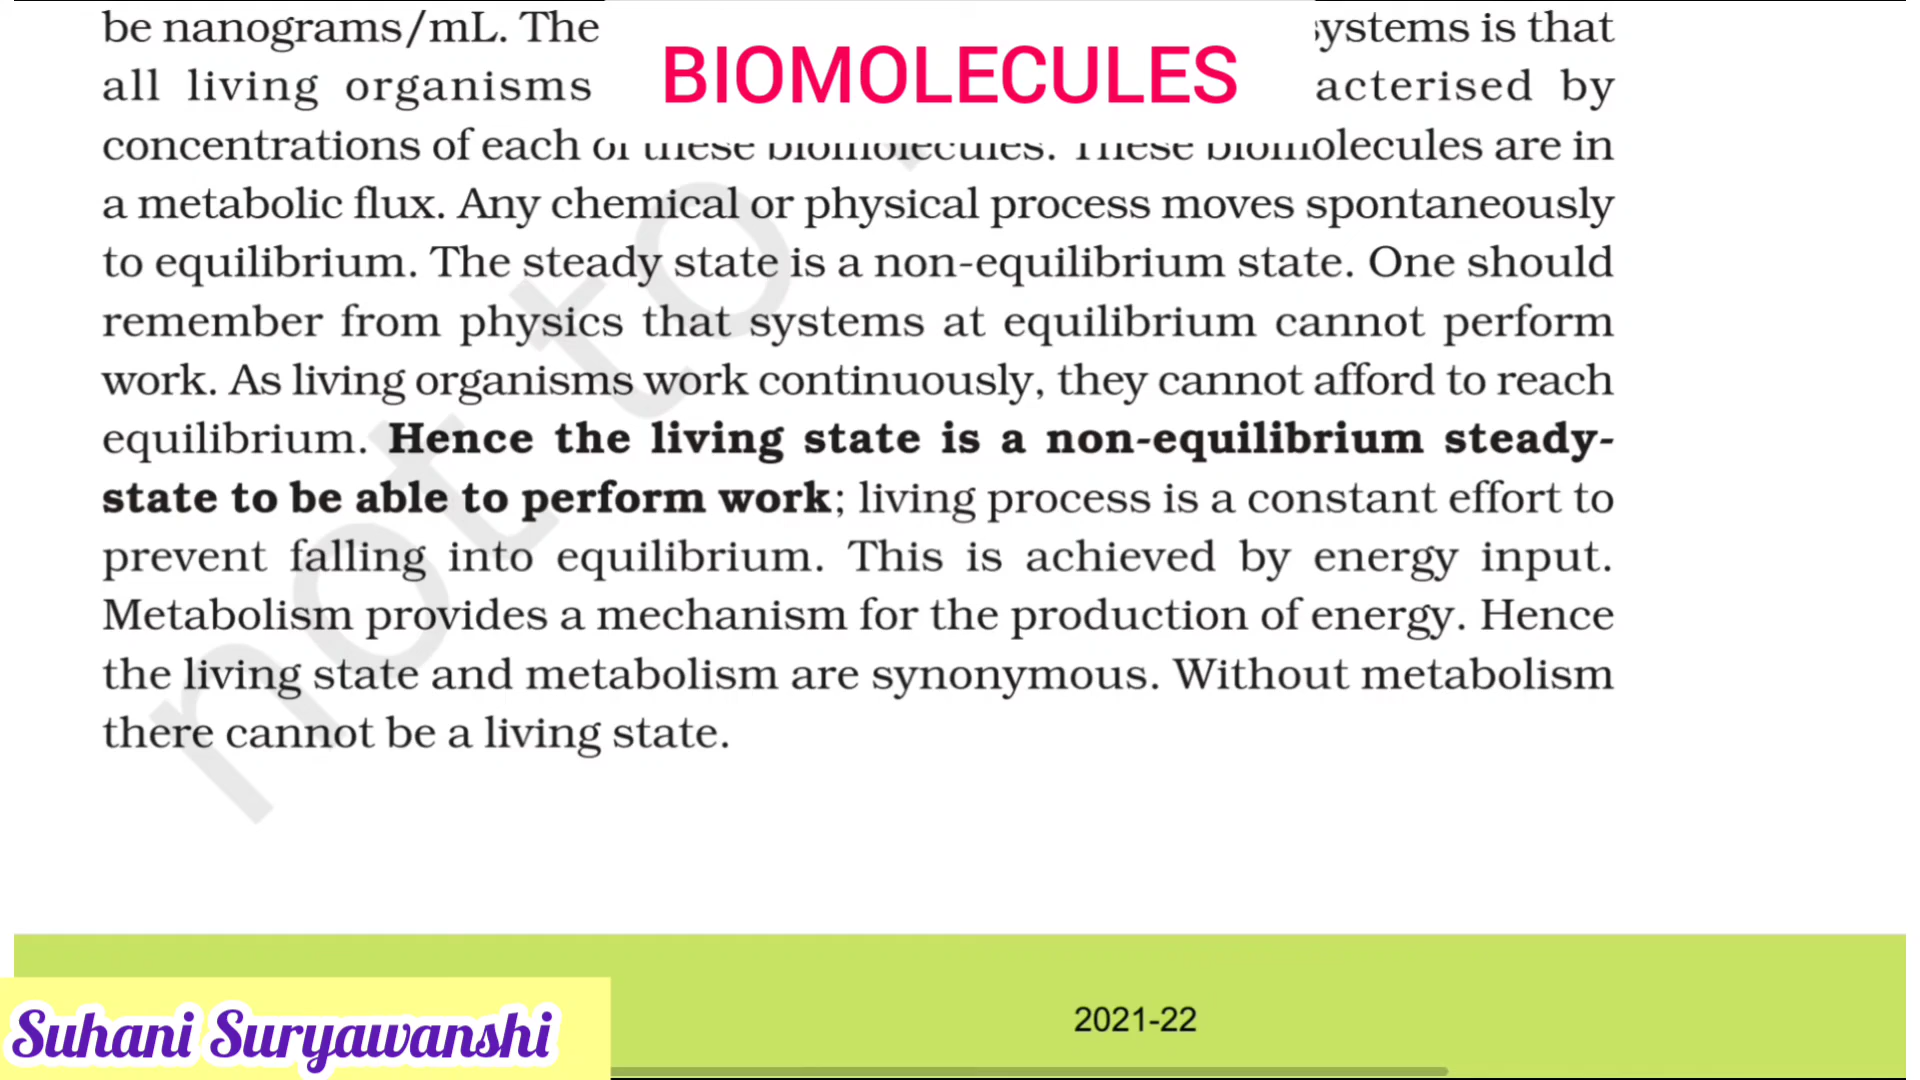 be nanograms/mL. The ystems is that
BIOMOLECULES
all living organisms acterised by
concentrations of each of these biomolecules. These biomolecules are in
a metabolic flux. Any chemical or physical process moves spontaneously
to equilibrium. The steady state is a non-equilibrium state. One should
remember from physics that systems at equilibrium cannot perform
work. As living organisms work continuously, they cannot afford to reach
equilibrium. Hence the living state is a non-equilibrium steady-
state to be able to perform work; living process is a constant effort to
prevent falling into equilibrium. This is achieved by energy input.
Metabolism provides a mechanism for the production of energy. Hence
the living state and metabolism are synonymous. Without metabolism
there cannot be a living state.
not to
2021-22
Suhani Suryawanshi